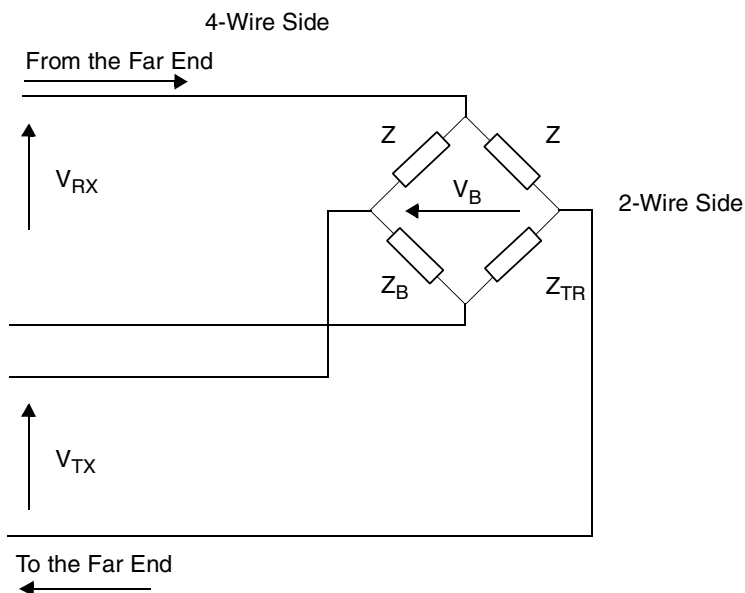 4-Wire Side
From the Far End
Z
Z
V_RX
V_B
2-Wire Side
Z_B
Z_TR
V_TX
To the Far End